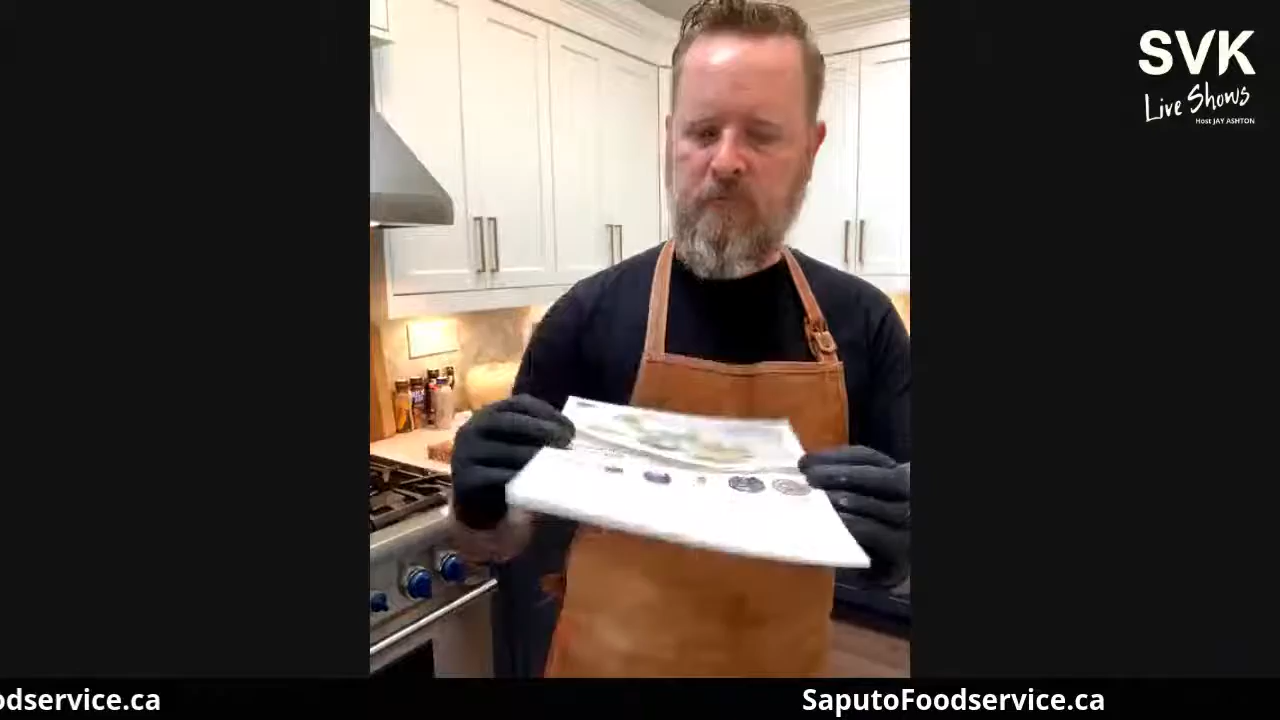 SVK
Live Shows
Host JAY ASHTON
odservice.ca
SaputoFoodservice.ca